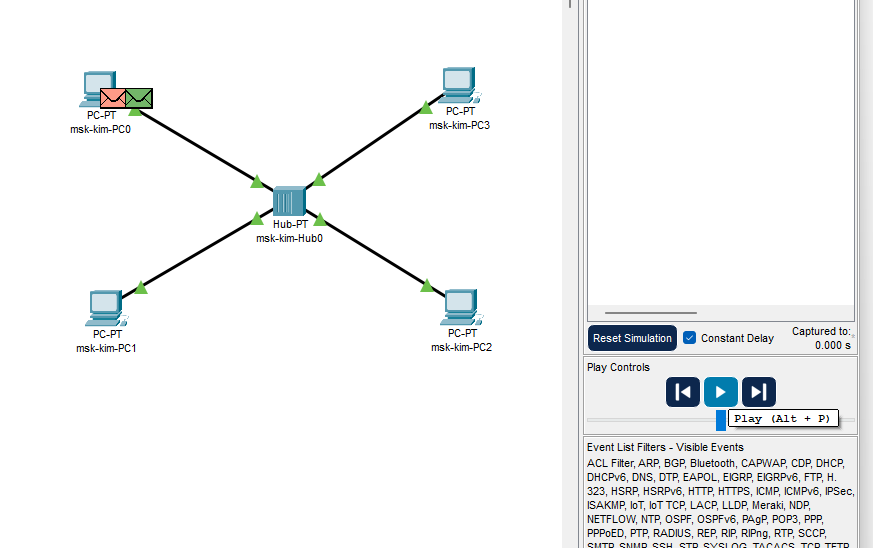 PC-PT
msk-kim-PC0
PC-PT
msk-kim-PC3
Hub-PT
msk-kim-Hub0
PC-PT
msk-kim-PC1
PC-PT
msk-kim-PC2
Reset Simulation
Constant Delay
Captured to:
0.000 s
Play Controls
Play (Alt + P)
Event List Filters - Visible Events
ACL Filter, ARP, BGP, Bluetooth, CAPWAP, CDP, DHCP,
DHCPv6, DNS, DTP, EAPOL, EIGRP, EIGRPv6, FTP, H.
323, HSRP, HSRPv6, HTTP, HTTPS, ICMP, ICMPv6, IPSec,
ISAKMP, IoT, IoT TCP, LACP, LLDP, Meraki, NDP,
NETFLOW, NTP, OSPF, OSPFv6, PAgP, POP3, PPP,
PPPoED, PTP, RADIUS, REP, RIP, RIPng, RTP, SCCP,
SMTP, SNMP, SSH, STP, SYSLOG, TACACS, TCP, TFTP,